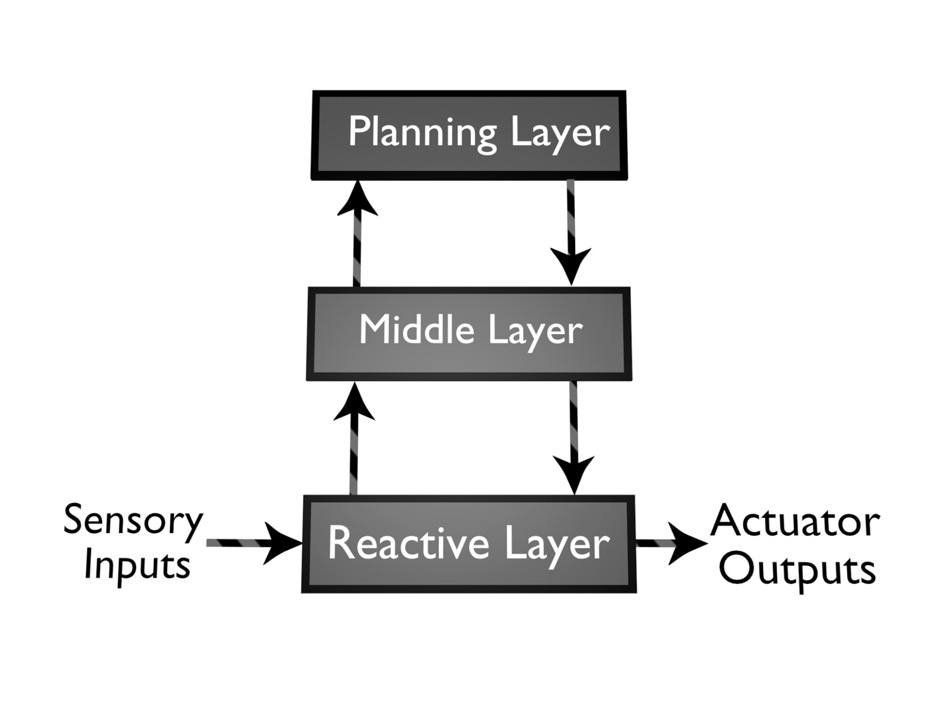 Planning Layer
Middle Layer
Sensory
Inputs
Reactive Layer
Actuator
Outputs